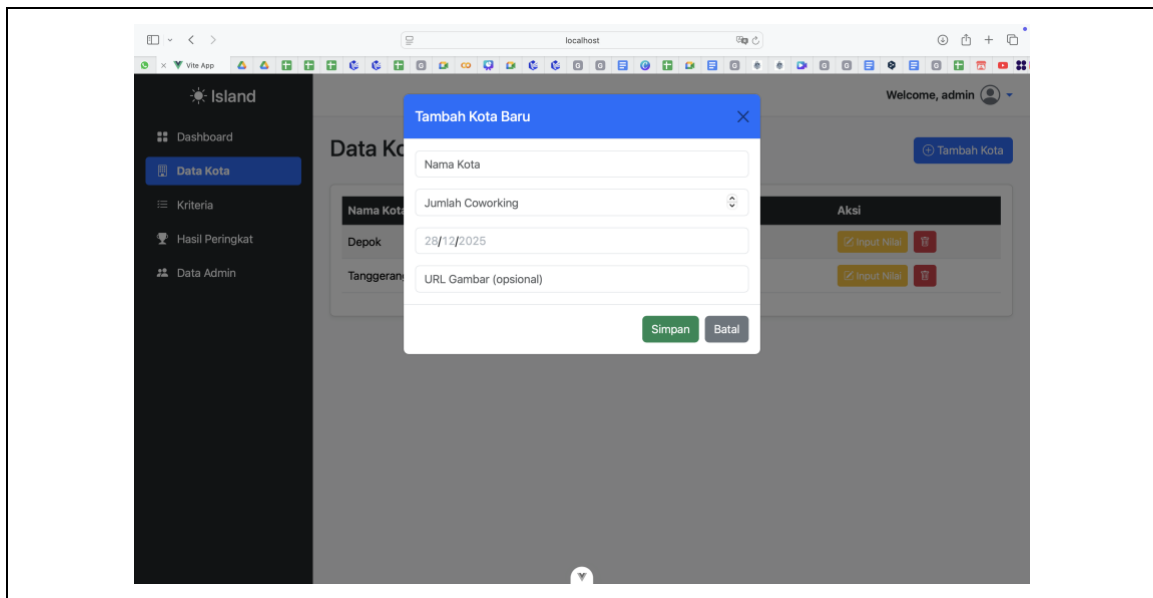 localhost
Vite App
Island
Welcome, admin
Tambah Kota Baru
Dashboard
Data Ko
Tambah Kota
Nama Kota
Data Kota
Jumlah Coworking
Kriteria
Nama Kota
Aksi
Hasil Peringkat
28/12/2025
Depok
Input Nilai
Data Admin
URL Gambar (opsional)
Tanggerang
Input Nilai
Simpan
Batal